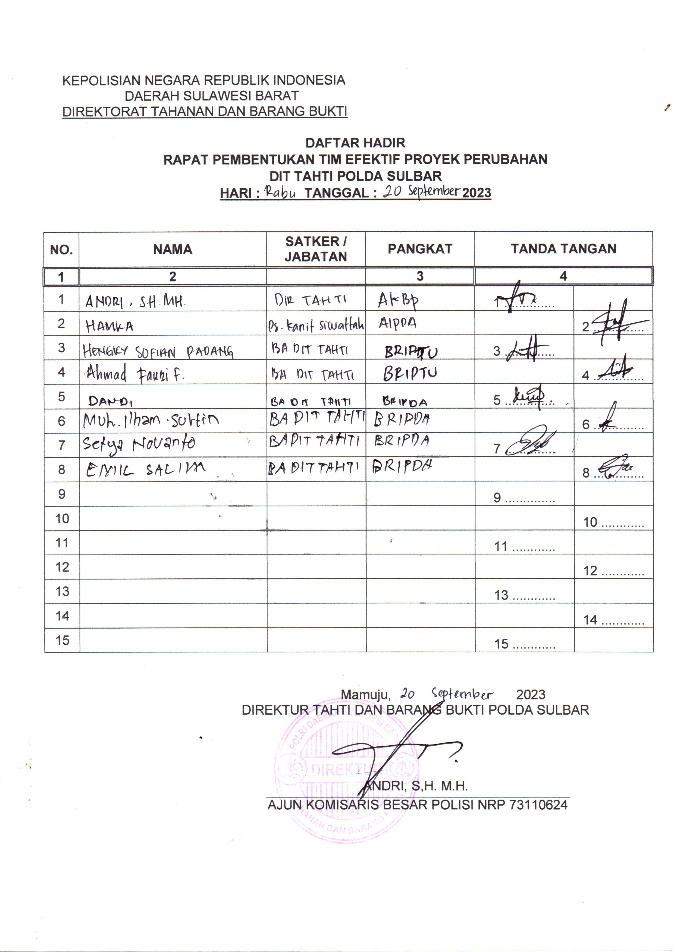 KEPOLISIAN NEGARA REPUBLIK INDONESIA
DAERAH SULAWESI BARAT
DIREKTORAT TAHANAN DAN BARANG BUKTI
DAFTAR HADIR
RAPAT PEMBENTUKAN TIM EFEKTIF PROYEK PERUBAHAN
DIT TAHTI POLDA SULBAR
HARI : Rabu TANGGAL : 20 September 2023
NO. NAMA SATKER / JABATAN PANGKAT TANDA TANGAN
1 2 3 4
1 ANDRI, S.H. M.H. DIR TAHTI AKBP 1
2 HAMKA Ps. Kanit Siwattah AIPDA 2
3 HENGKY SOFIAN PADANG BA DIT TAHTI BRIPTU 3
4 Ahmad Fauzi F. BA DIT TAHTI BRIPTU 4
5 DANDI BA DIT TAHTI BRIPDA 5
6 Muh. Ilham BA DIT TAHTI BRIPDA 6
7 Setya Novanto BA DIT TAHTI BRIPDA 7
8 EMIL SALIM BA DIT TAHTI BRIPDA 8
9 9 ............
10 10 ............
11 11 ............
12 12 ............
13 13 ............
14 14 ............
15 15 ............
Mamuju, 20 September 2023
DIREKTUR TAHTI DAN BARANG BUKTI POLDA SULBAR
DIREKTUR
ANDRI, S,H. M.H.
AJUN KOMISARIS BESAR POLISI NRP 73110624